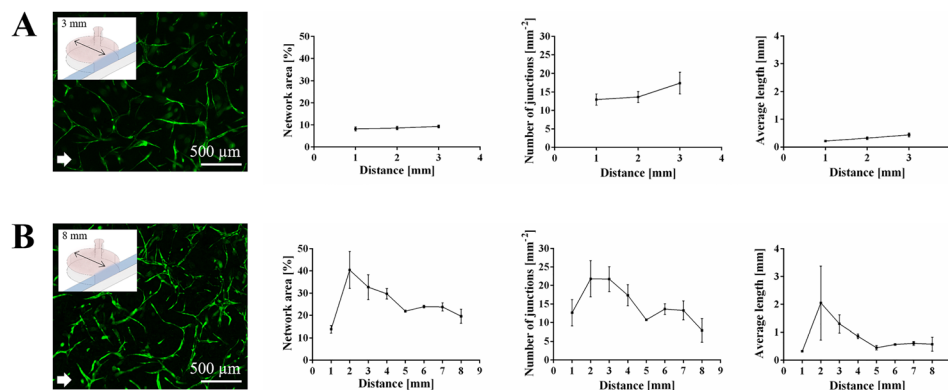 A
3 mm
500 µm
Network area [%]
50
40
30
20
10
0
0 1 2 3 4
Distance [mm]
Number of junctions [mm-2]
30
25
20
15
10
5
0
0 1 2 3 4
Distance [mm]
Average length [mm]
4
3
2
1
0
0 1 2 3
Distance [mm]
B
8 mm
500 µm
Network area [%]
50
40
30
20
10
0
0 1 2 3 4 5 6 7 8 9
Distance [mm]
Number of junctions [mm-2]
30
25
20
15
10
5
0
0 1 2 3 4 5 6 7 8 9
Distance [mm]
Average length [mm]
4
3
2
1
0
0 1 2 3 4 5 6 7 8
Distance [mm]